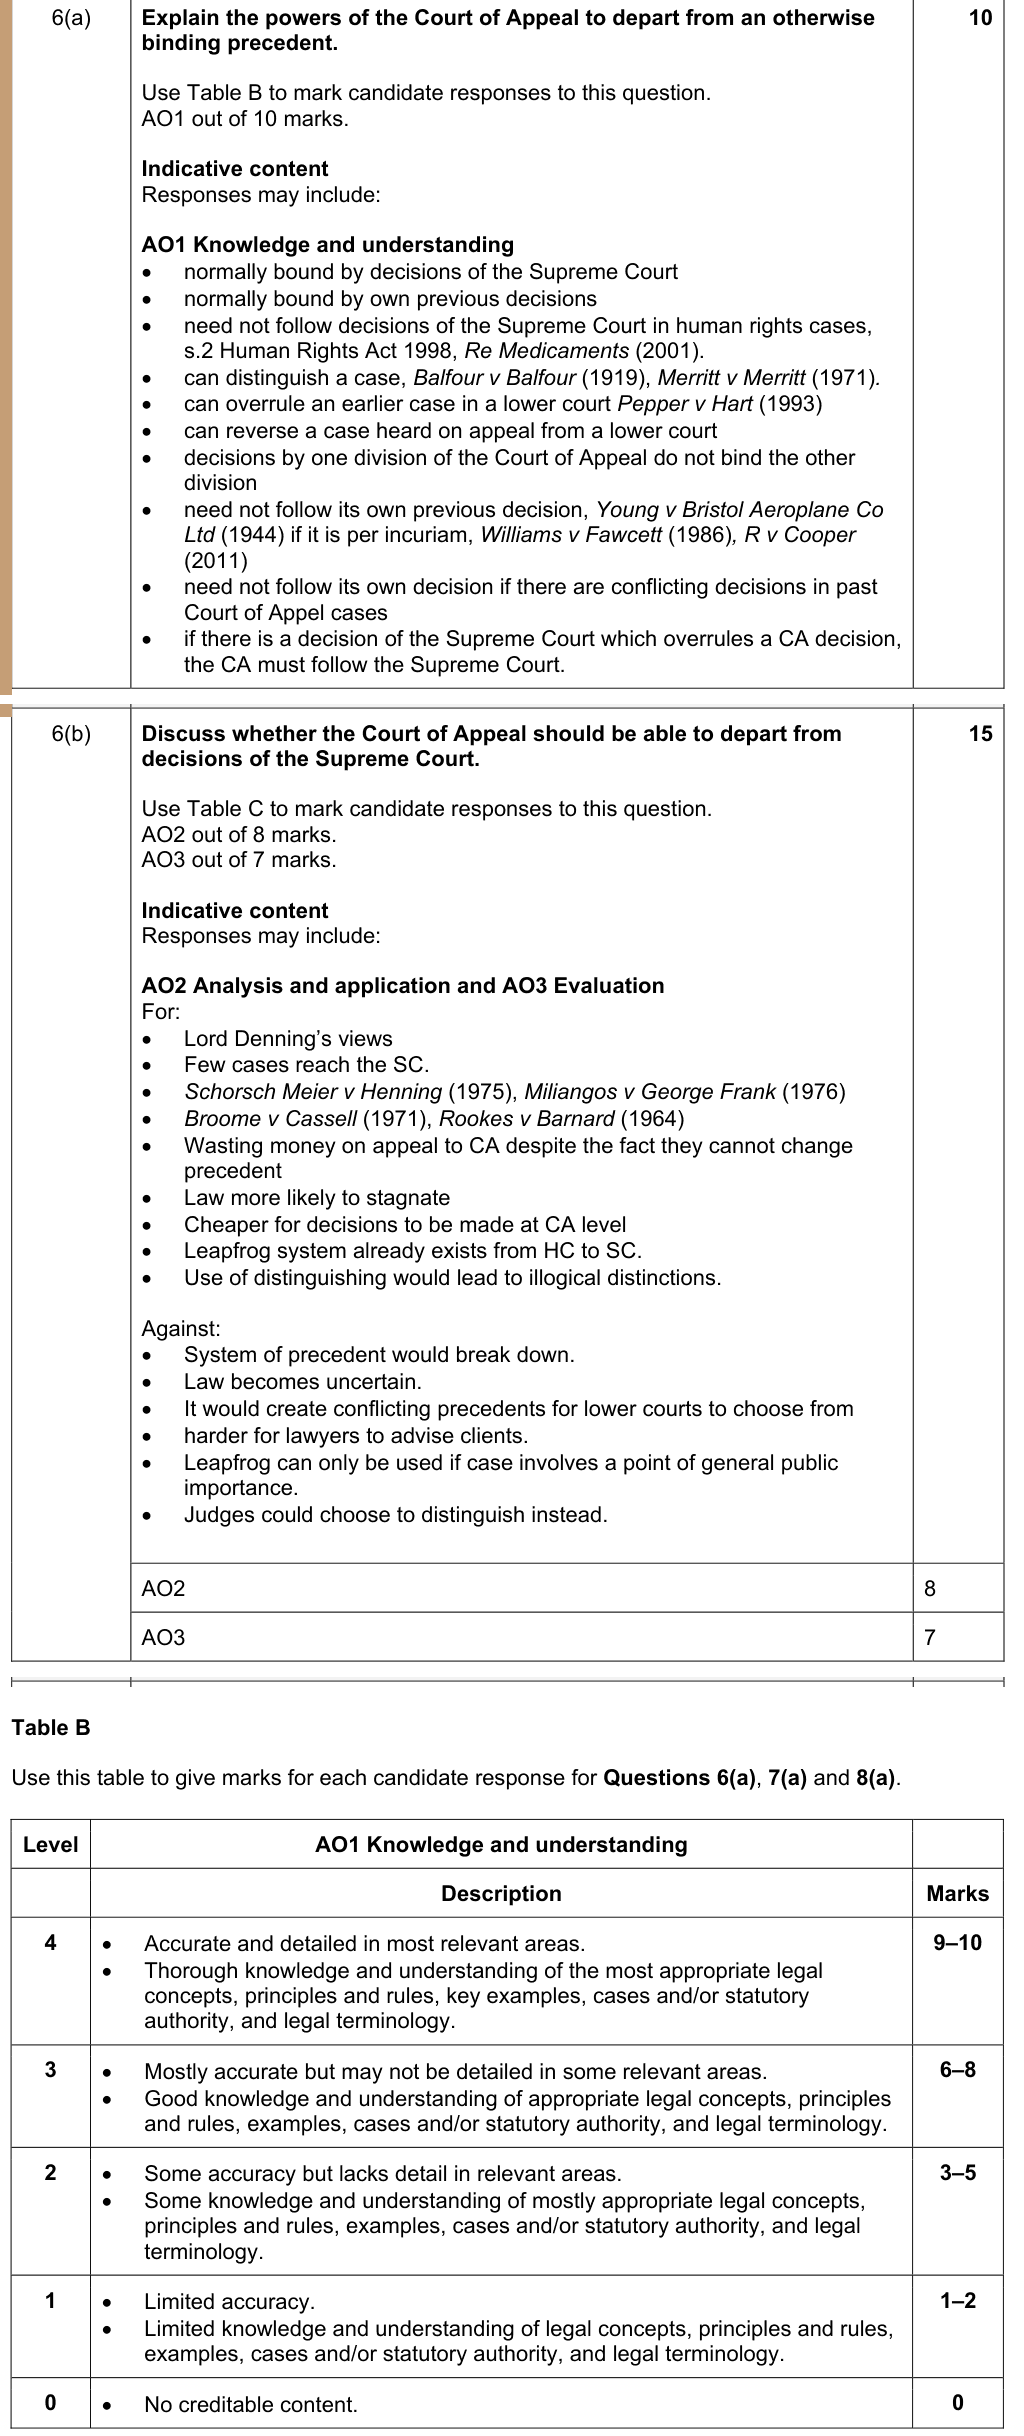 6(a) Explain the powers of the Court of Appeal to depart from an otherwise 10
binding precedent.
Use Table B to mark candidate responses to this question.
AO1 out of 10 marks.
Indicative content
Responses may include:
AO1 Knowledge and understanding
• normally bound by decisions of the Supreme Court
• normally bound by own previous decisions
• need not follow decisions of the Supreme Court in human rights cases,
s.2 Human Rights Act 1998, Re Medicaments (2001).
• can distinguish a case, Balfour v Balfour (1919), Merritt v Merritt (1971).
• can overrule an earlier case in a lower court Pepper v Hart (1993)
• can reverse a case heard on appeal from a lower court
• decisions by one division of the Court of Appeal do not bind the other
division
• need not follow its own previous decision, Young v Bristol Aeroplane Co
Ltd (1944) if it is per incuriam, Williams v Fawcett (1986), R v Cooper
(2011)
• need not follow its own decision if there are conflicting decisions in past
Court of Appel cases
• if there is a decision of the Supreme Court which overrules a CA decision,
the CA must follow the Supreme Court.
6(b) Discuss whether the Court of Appeal should be able to depart from 15
decisions of the Supreme Court.
Use Table C to mark candidate responses to this question.
AO2 out of 8 marks.
AO3 out of 7 marks.
Indicative content
Responses may include:
AO2 Analysis and application and AO3 Evaluation
For:
• Lord Denning’s views
• Few cases reach the SC.
• Schorsch Meier v Henning (1975), Miliangos v George Frank (1976)
• Broome v Cassell (1971), Rookes v Barnard (1964)
• Wasting money on appeal to CA despite the fact they cannot change
precedent
• Law more likely to stagnate
• Cheaper for decisions to be made at CA level
• Leapfrog system already exists from HC to SC.
• Use of distinguishing would lead to illogical distinctions.
Against:
• System of precedent would break down.
• Law becomes uncertain.
• It would create conflicting precedents for lower courts to choose from
• harder for lawyers to advise clients.
• Leapfrog can only be used if case involves a point of general public
importance.
• Judges could choose to distinguish instead.
AO2 8
AO3 7
Table B
Use this table to give marks for each candidate response for Questions 6(a), 7(a) and 8(a).
Level AO1 Knowledge and understanding
Description Marks
4 • Accurate and detailed in most relevant areas. 9–10
• Thorough knowledge and understanding of the most appropriate legal
concepts, principles and rules, key examples, cases and/or statutory
authority, and legal terminology.
3 • Mostly accurate but may not be detailed in some relevant areas. 6–8
• Good knowledge and understanding of appropriate legal concepts, principles
and rules, examples, cases and/or statutory authority, and legal terminology.
2 • Some accuracy but lacks detail in relevant areas. 3–5
• Some knowledge and understanding of mostly appropriate legal concepts,
principles and rules, examples, cases and/or statutory authority, and legal
terminology.
1 • Limited accuracy. 1–2
• Limited knowledge and understanding of legal concepts, principles and rules,
examples, cases and/or statutory authority, and legal terminology.
0 • No creditable content. 0